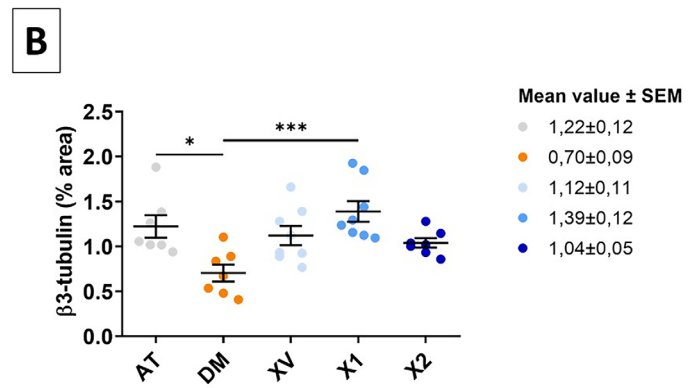 B
Mean value ± SEM
1,22±0,12
0,70±0,09
1,12±0,11
1,39±0,12
1,04±0,05
β3-tubulin (% area)
2.5
2.0
1.5
1.0
0.5
0.0
*
***
AT
DM
XV
X1
X2